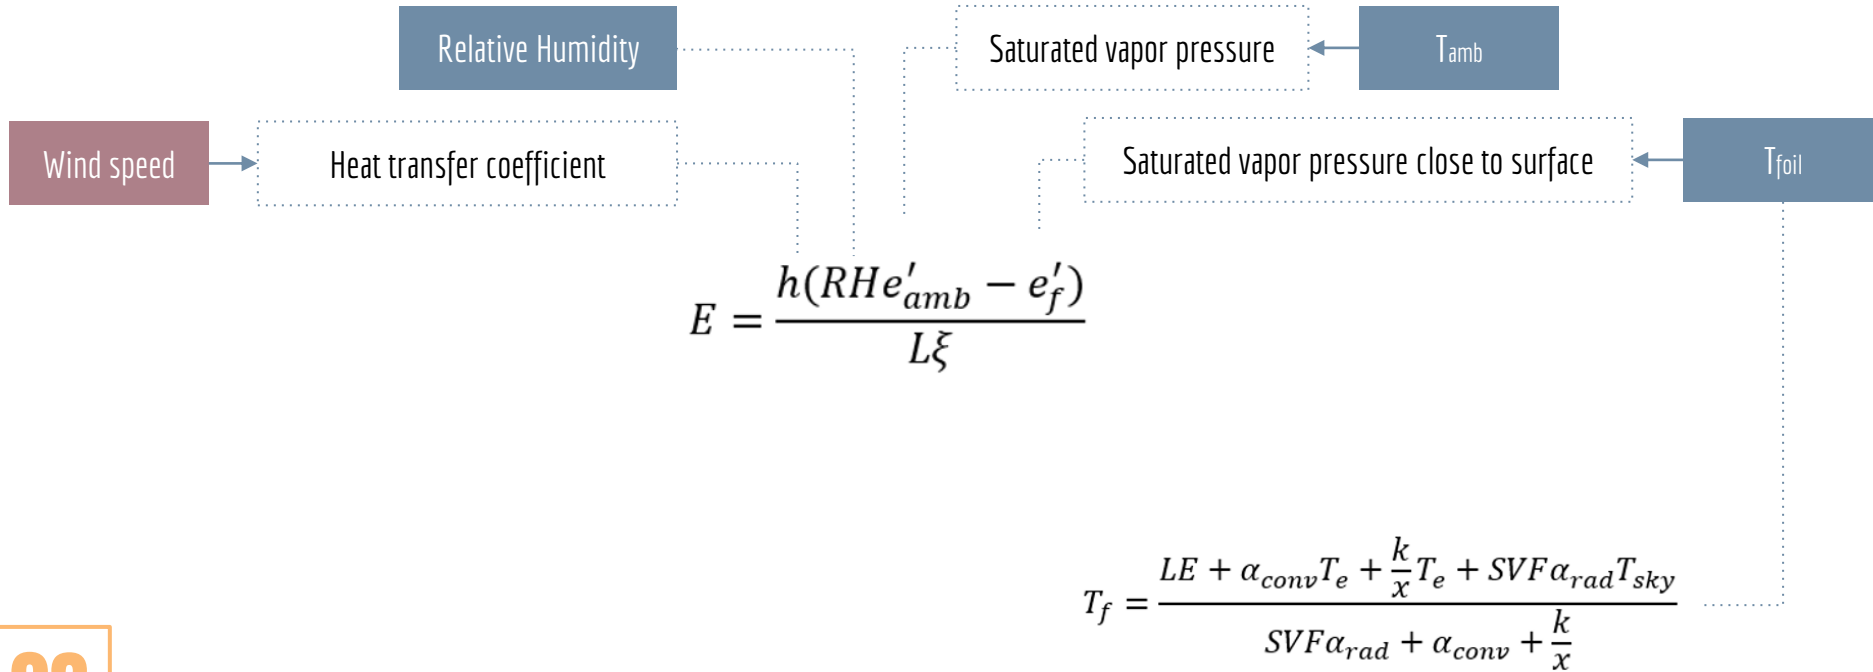 Relative Humidity
Saturated vapor pressure
Tamb
Wind speed
Heat transfer coefficient
Saturated vapor pressure close to surface
Tfoil
E = h(RHe′amb − e′f) / Lξ
Tf = (LE + αconvTe + k/x Te + SVFαradTsky) / (SVFαrad + αconv + k/x)